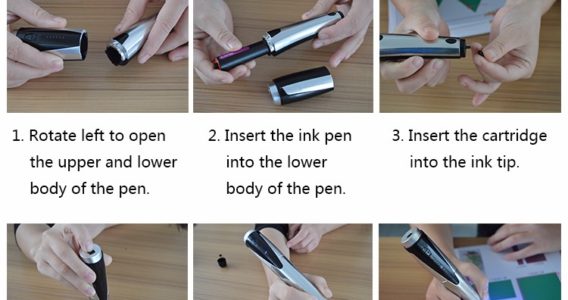 1. Rotate left to open
the upper and lower
body of the pen.
2. Insert the ink pen
into the lower
body of the pen.
3. Insert the cartridge
into the ink tip.